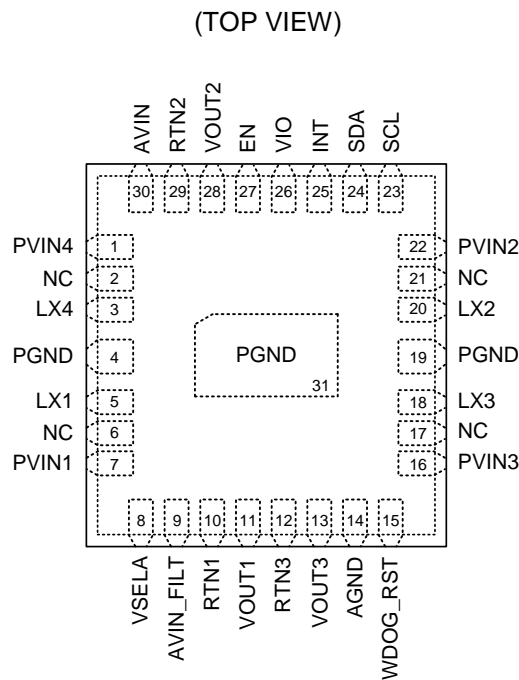 (TOP VIEW)
AVIN
RTN2
VOUT2
EN
VIO
INT
SDA
SCL
30
29
28
27
26
25
24
23
PVIN4
1
22
PVIN2
NC
2
21
NC
LX4
3
20
LX2
PGND
4
PGND
31
19
PGND
LX1
5
18
LX3
NC
6
17
NC
PVIN1
7
16
PVIN3
8
9
10
11
12
13
14
15
VSELA
AVIN_FILT
RTN1
VOUT1
RTN3
VOUT3
AGND
WDOG_RST